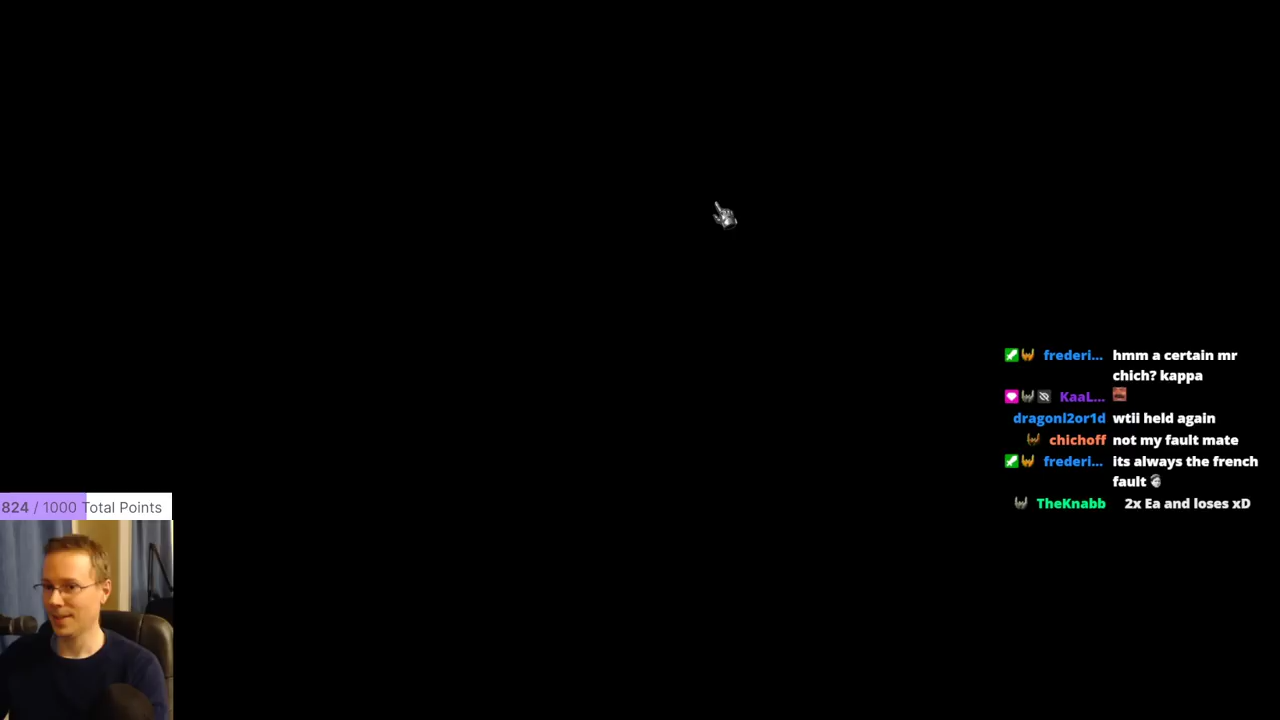 frederi... hmm a certain mr
chich? kappa
KaaL...
dragonl2or1d wtii held again
chichoff not my fault mate
frederi... its always the french
fault
TheKnabb 2x Ea and loses xD
824 / 1000 Total Points